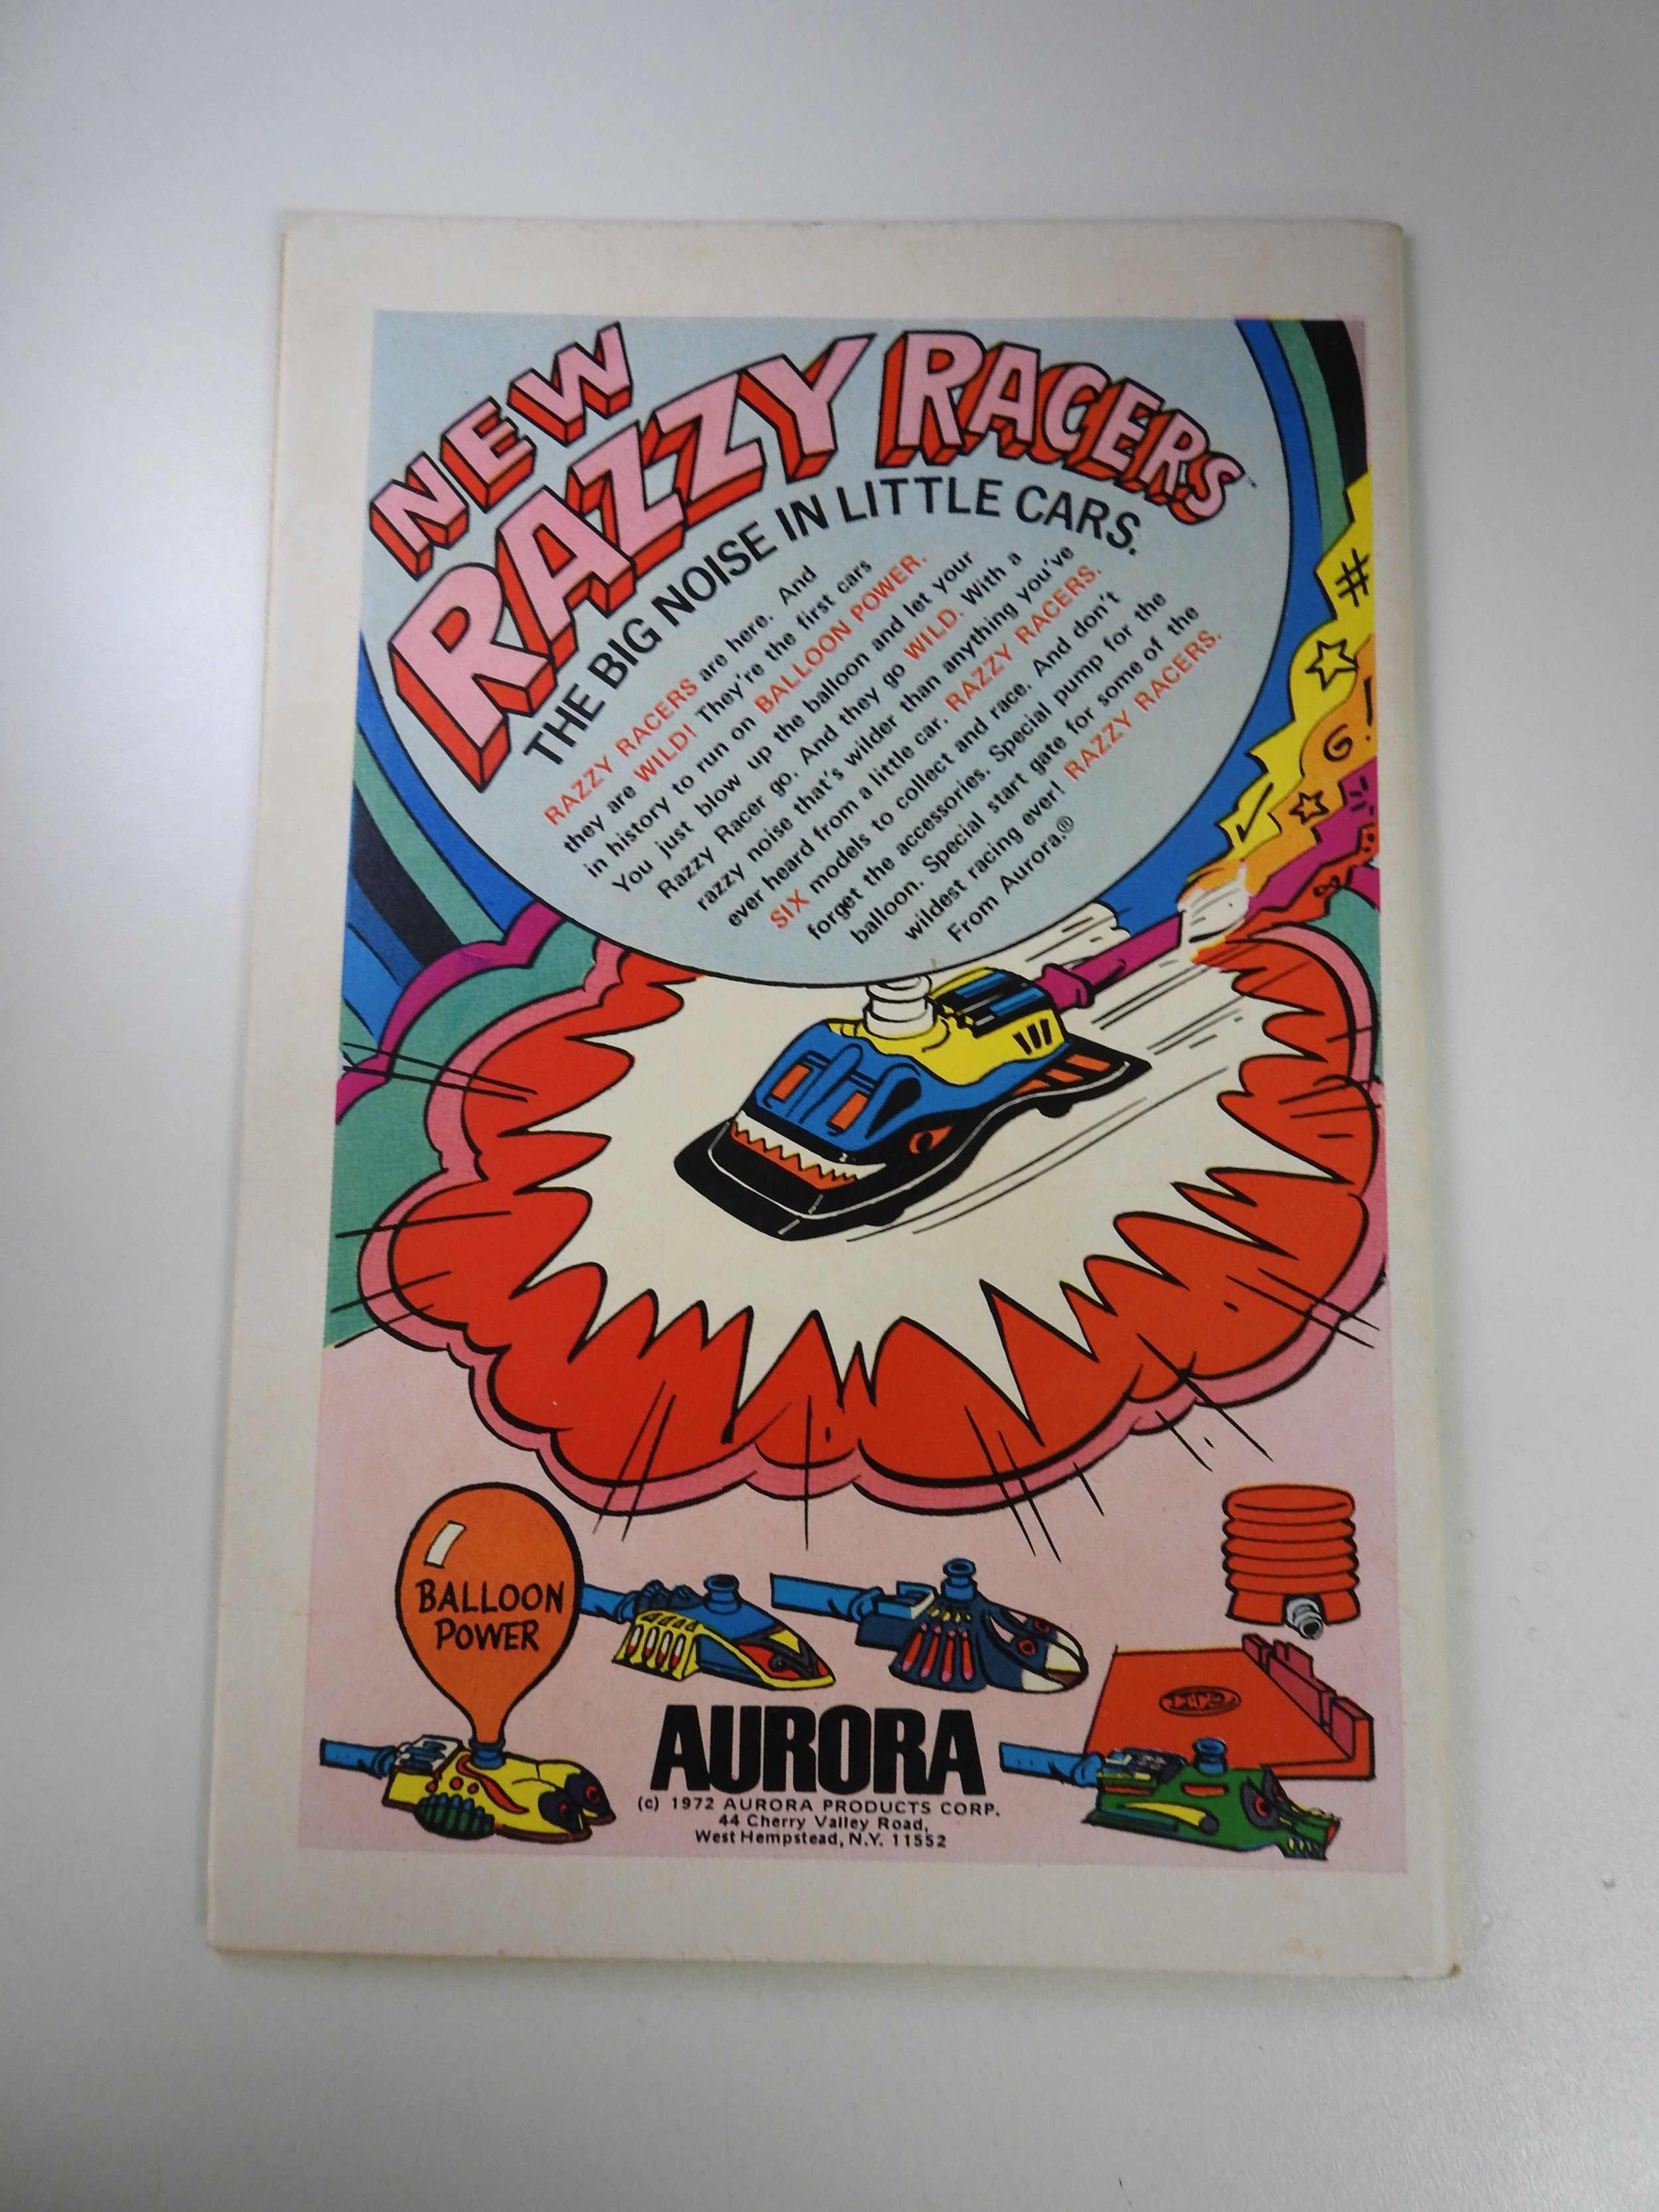 NEW
RAZZY RACERS
THE BIG NOISE IN LITTLE CARS.
RAZZY RACERS are here. And
they are WILD! They're the first cars
in history to run on BALLOON POWER.
You just blow up the balloon and let your
Razzy Racer go. And they go WILD. With a
razzy noise that's wilder than anything you've
ever heard from a little car. RAZZY RACERS.
SIX models to collect and race. And don't
forget the accessories. Special pump for the
balloon. Special start gate for some of the
wildest racing ever! RAZZY RACERS.
From Aurora.®
#
G!
BALLOON
POWER
AURORA
(c) 1972 AURORA PRODUCTS CORP.
44 Cherry Valley Road,
West Hempstead, N.Y. 11552